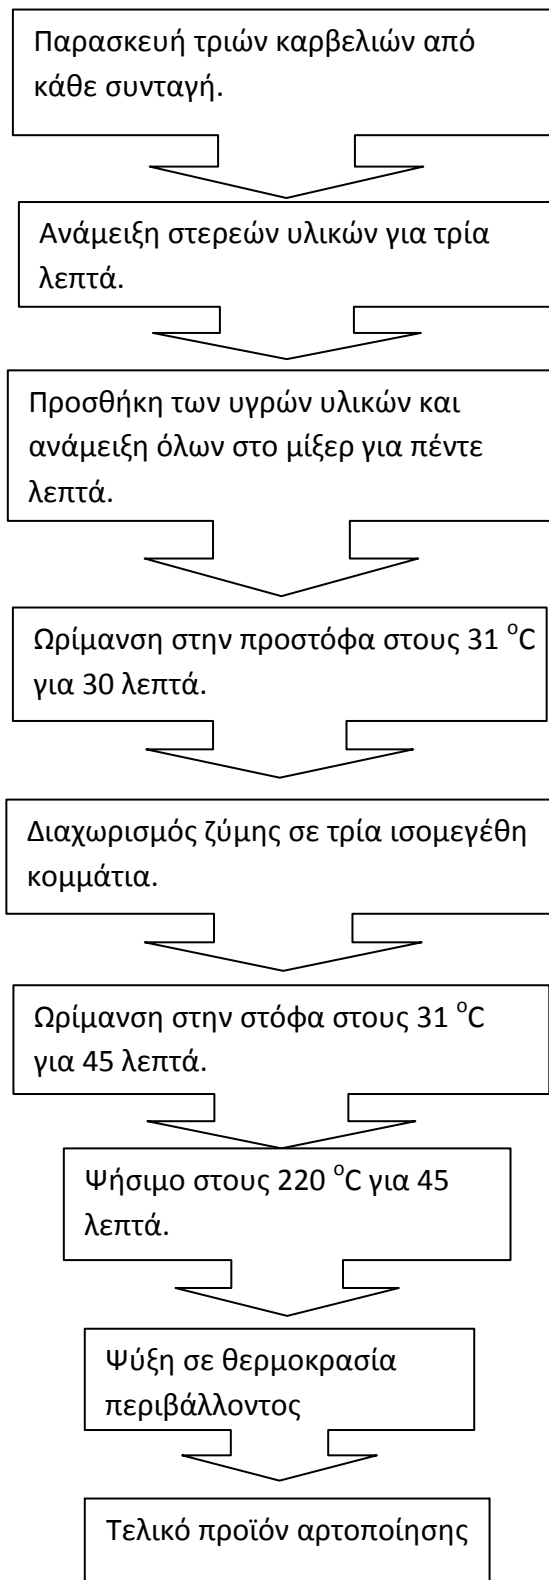 Παρασκευή τριών καρβελιών από
κάθε συνταγή.
Ανάμειξη στερεών υλικών για τρία
λεπτά.
Προσθήκη των υγρών υλικών και
ανάμειξη όλων στο μίξερ για πέντε
λεπτά.
Ωρίμανση στην προστόφα στους 31 °C
για 30 λεπτά.
Διαχωρισμός ζύμης σε τρία ισομεγέθη
κομμάτια.
Ωρίμανση στην στόφα στους 31 °C
για 45 λεπτά.
Ψήσιμο στους 220 °C για 45
λεπτά.
Ψύξη σε θερμοκρασία
περιβάλλοντος
Τελικό προϊόν αρτοποίησης